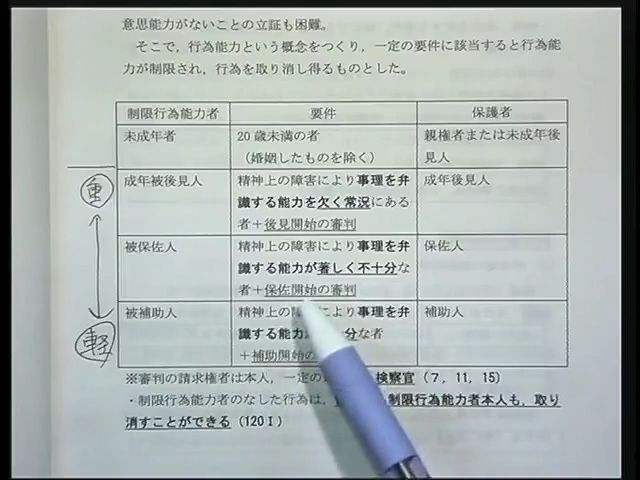 意思能力がないことの立証も困難。
そこで，行為能力という概念をつくり，一定の要件に該当すると行為能
力が制限され，行為を取り消し得るものとした。
制限行為能力者 要件 保護者
未成年者 20歳未満の者 親権者または未成年後
（婚姻したものを除く） 見人
成年被後見人 精神上の障害により事理を弁 成年後見人
識する能力を欠く常況にある
者＋後見開始の審判
被保佐人 精神上の障害により事理を弁 保佐人
識する能力が著しく不十分な
者＋保佐開始の審判
被補助人 精神上の障害により事理を弁 補助人
識する能力 分な者
＋補助開始の
重
軽
※審判の請求権者は本人，一定の 検察官（7，11，15）
・制限行為能力者のなした行為は， 制限行為能力者本人も，取り
消すことができる（120Ⅰ）